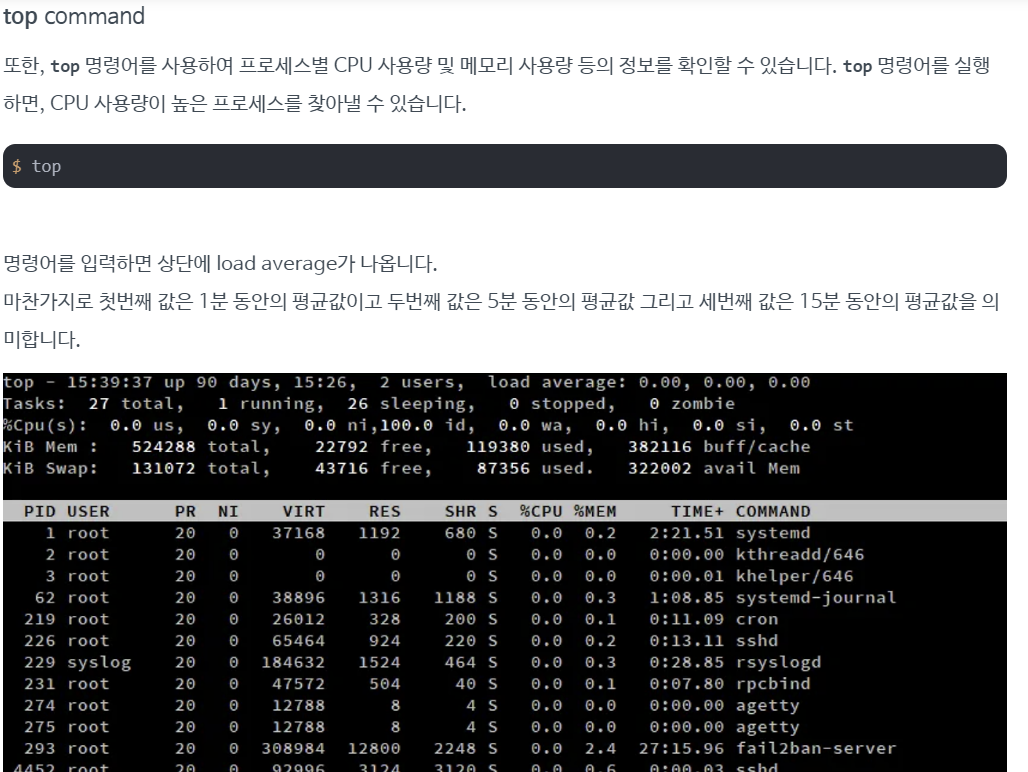 top command
또한, top 명령어를 사용하여 프로세스별 CPU 사용량 및 메모리 사용량 등의 정보를 확인할 수 있습니다. top 명령어를 실행
하면, CPU 사용량이 높은 프로세스를 찾아낼 수 있습니다.
$ top
명령어를 입력하면 상단에 load average가 나옵니다.
마찬가지로 첫번째 값은 1분 동안의 평균값이고 두번째 값은 5분 동안의 평균값 그리고 세번째 값은 15분 동안의 평균값을 의
미합니다.
top - 15:39:37 up 90 days, 15:26,  2 users,  load average: 0.00, 0.00, 0.00
Tasks:  27 total,   1 running,  26 sleeping,   0 stopped,   0 zombie
%Cpu(s):  0.0 us,  0.0 sy,  0.0 ni,100.0 id,  0.0 wa,  0.0 hi,  0.0 si,  0.0 st
KiB Mem :   524288 total,    22792 free,   119380 used,   382116 buff/cache
KiB Swap:   131072 total,    43716 free,    87356 used.   322002 avail Mem
PID USER      PR  NI    VIRT    RES    SHR S  %CPU %MEM     TIME+ COMMAND
1 root      20   0   37168   1192    680 S   0.0  0.2   2:21.51 systemd
2 root      20   0       0      0      0 S   0.0  0.0   0:00.00 kthreadd/646
3 root      20   0       0      0      0 S   0.0  0.0   0:00.01 khelper/646
62 root      20   0   38896   1316   1188 S   0.0  0.3   1:08.85 systemd-journal
219 root      20   0   26012    328    200 S   0.0  0.1   0:11.09 cron
226 root      20   0   65464    924    220 S   0.0  0.2   0:13.11 sshd
229 syslog    20   0  184632   1524    464 S   0.0  0.3   0:28.85 rsyslogd
231 root      20   0   47572    504     40 S   0.0  0.1   0:07.80 rpcbind
274 root      20   0   12788      8      4 S   0.0  0.0   0:00.00 agetty
275 root      20   0   12788      8      4 S   0.0  0.0   0:00.00 agetty
293 root      20   0  308984  12800   2248 S   0.0  2.4  27:15.96 fail2ban-server
4452 root      20   0   92996   3124   3120 S   0.0  0.6   0:00.03 sshd